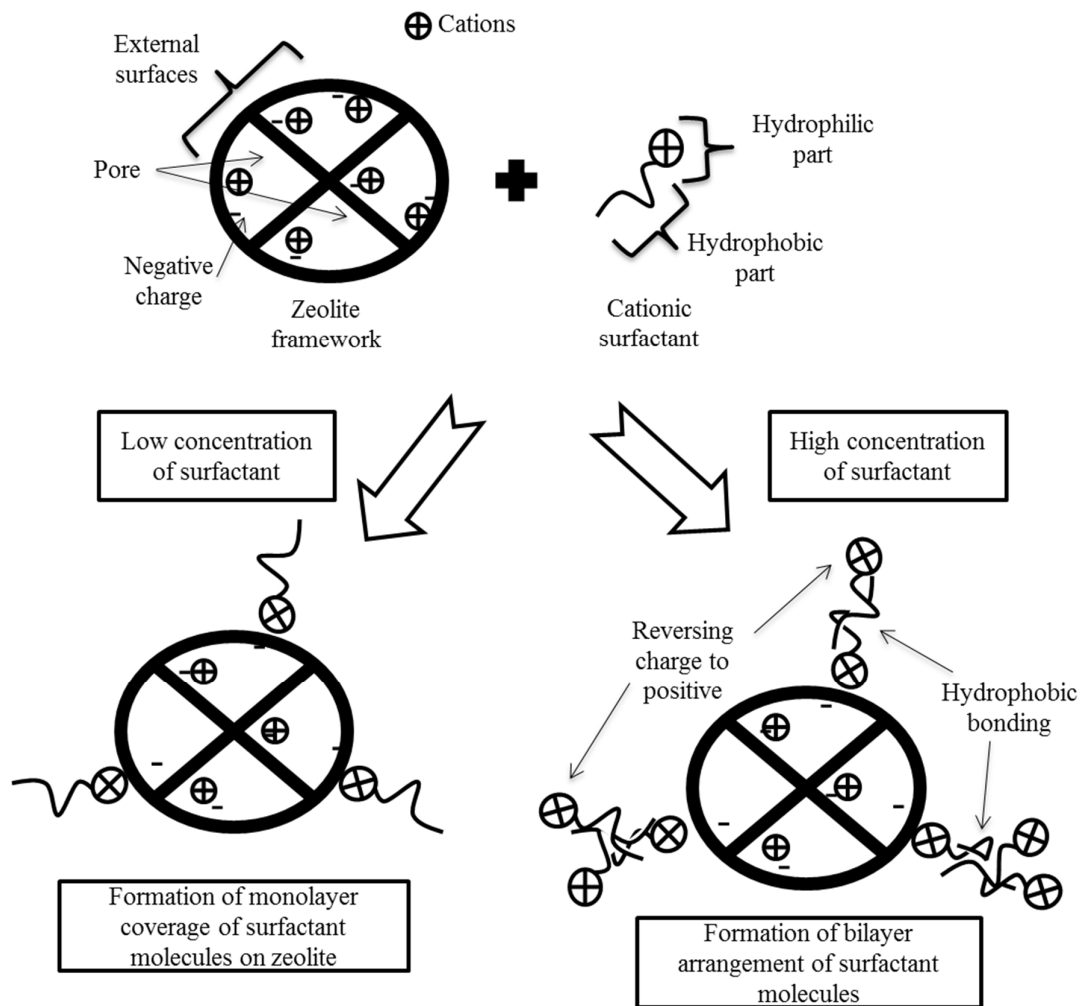 Cations
External
surfaces
Pore
Negative
charge
Zeolite
framework
Hydrophilic
part
Hydrophobic
part
Cationic
surfactant
Low concentration
of surfactant
High concentration
of surfactant
Reversing
charge to
positive
Hydrophobic
bonding
Formation of monolayer
coverage of surfactant
molecules on zeolite
Formation of bilayer
arrangement of surfactant
molecules